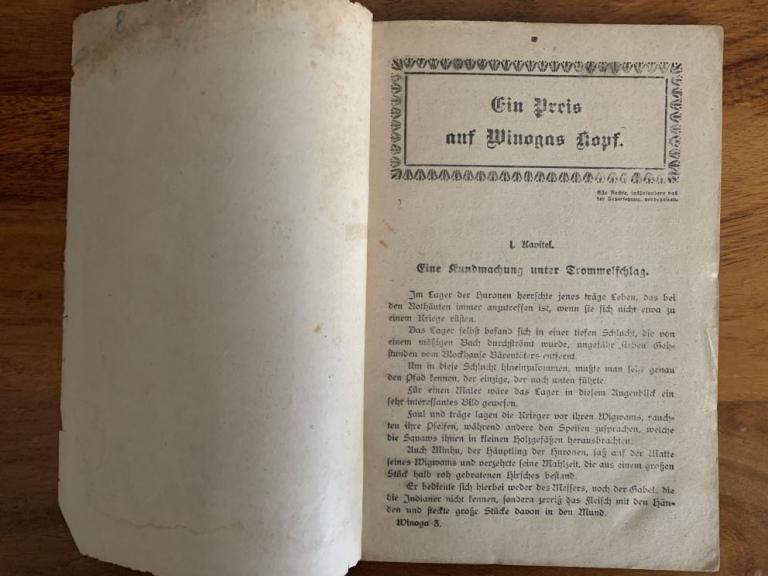 8
Ein Preis
auf Winogas Kopf.
Alle Rechte, insbesondere das
der Uebersetzung, vorbehalten.
1. Kapitel.
Eine Kundmachung unter Trommelschlag.
Im Lager der Huronen herrschte jenes träge Leben, das bei
den Rothäuten immer anzutreffen ist, wenn sie sich nicht etwa zu
einem Kriege rüsten.
Das Lager selbst befand sich in einer tiefen Schlucht, die von
einem mäßigen Bach durchströmt wurde, ungefähr sieben Geh-
stunden vom Blockhause Bärentöters entfernt.
Um in diese Schlucht hineinzukommen, mußte man sehr genau
den Pfad kennen, der einzige, der nach unten führte.
Für einen Maler wäre das Lager in diesem Augenblick ein
sehr interessantes Bild gewesen.
Faul und träge lagen die Krieger vor ihren Wigwams, rauch-
ten ihre Pfeifen, während andere den Speisen zusprachen, welche
die Squaws ihnen in kleinen Holzgefäßen herausbrachten.
Auch Minhu, der Häuptling der Huronen, saß auf der Matte
seines Wigwams und verzehrte seine Mahlzeit, die aus einem großen
Stück halb roh gebratenen Hirsches bestand.
Er bediente sich hierbei weder des Messers, noch der Gabel, die
die Indianer nicht kennen, sondern zerriß das Fleisch mit den Hän-
den und steckte große Stücke davon in den Mund.
Winoga 3.